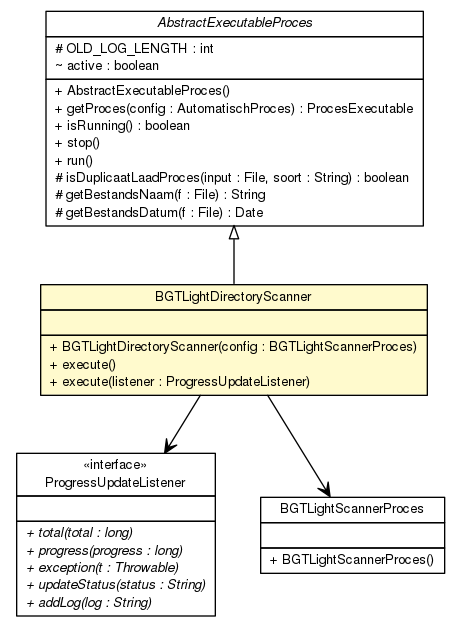 AbstractExecutableProces
# OLD_LOG_LENGTH : int
~ active : boolean
+ AbstractExecutableProces()
+ getProces(config : AutomatischProces) : ProcesExecutable
+ isRunning() : boolean
+ stop()
+ run()
# isDuplicaatLaadProces(input : File, soort : String) : boolean
# getBestandsNaam(f : File) : String
# getBestandsDatum(f : File) : Date
BGTLightDirectoryScanner
+ BGTLightDirectoryScanner(config : BGTLightScannerProces)
+ execute()
+ execute(listener : ProgressUpdateListener)
«interface»
ProgressUpdateListener
+ total(total : long)
+ progress(progress : long)
+ exception(t : Throwable)
+ updateStatus(status : String)
+ addLog(log : String)
BGTLightScannerProces
+ BGTLightScannerProces()